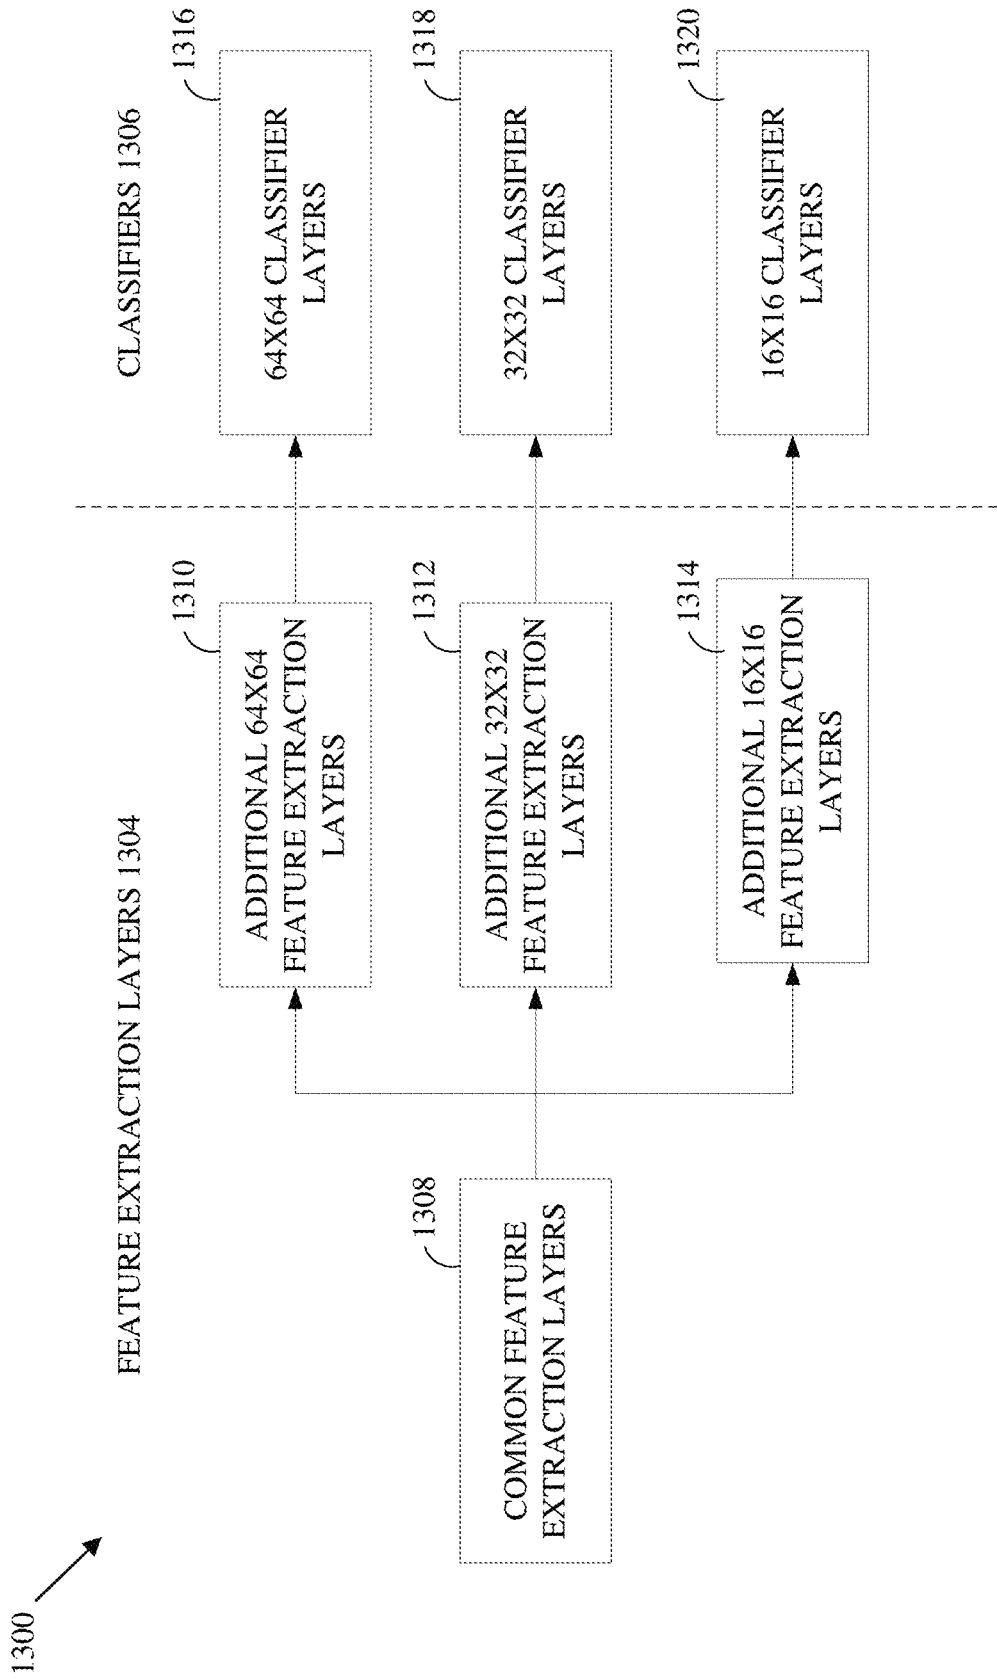 1300
FEATURE EXTRACTION LAYERS 1304
CLASSIFIERS 1306
1308
COMMON FEATURE
EXTRACTION LAYERS
1310
ADDITIONAL 64X64
FEATURE EXTRACTION
LAYERS
1316
64X64 CLASSIFIER
LAYERS
1312
ADDITIONAL 32X32
FEATURE EXTRACTION
LAYERS
1318
32X32 CLASSIFIER
LAYERS
1314
ADDITIONAL 16X16
FEATURE EXTRACTION
LAYERS
1320
16X16 CLASSIFIER
LAYERS